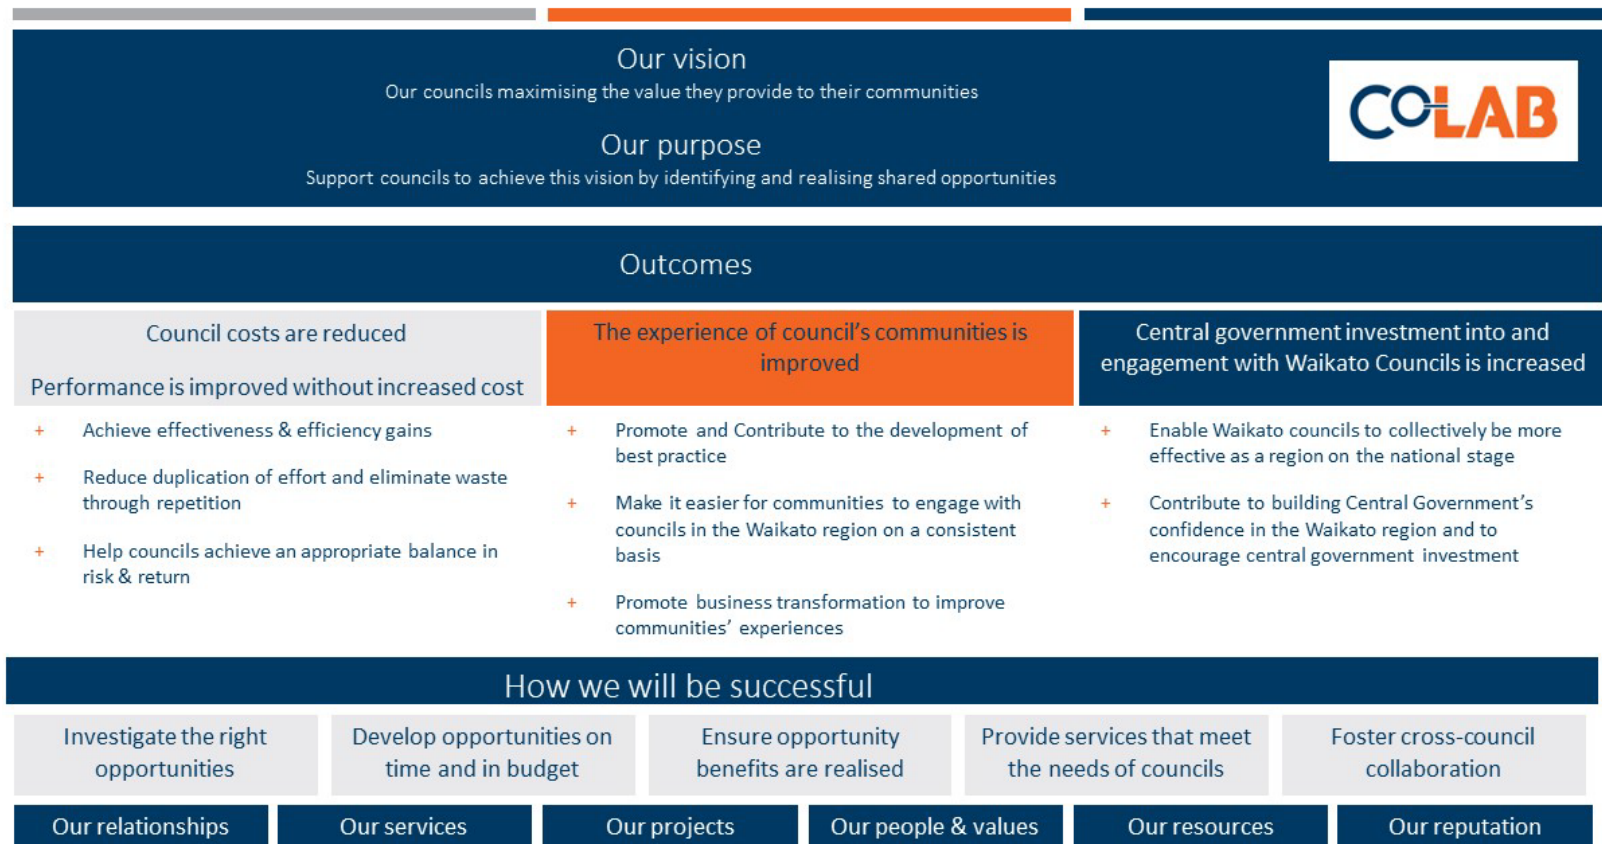 Our vision
Our councils maximising the value they provide to their communities
COLAB
Our purpose
Support councils to achieve this vision by identifying and realising shared opportunities
Outcomes
Council costs are reduced
Performance is improved without increased cost
+ Achieve effectiveness & efficiency gains
+ Reduce duplication of effort and eliminate waste
through repetition
+ Help councils achieve an appropriate balance in
risk & return
The experience of council's communities is
improved
+ Promote and Contribute to the development of
best practice
+ Make it easier for communities to engage with
councils in the Waikato region on a consistent
basis
+ Promote business transformation to improve
communities' experiences
Central government investment into and
engagement with Waikato Councils is increased
+ Enable Waikato councils to collectively be more
effective as a region on the national stage
+ Contribute to building Central Government's
confidence in the Waikato region and to
encourage central government investment
How we will be successful
Investigate the right
opportunities
Develop opportunities on
time and in budget
Ensure opportunity
benefits are realised
Provide services that meet
the needs of councils
Foster cross-council
collaboration
Our relationships
Our services
Our projects
Our people & values
Our resources
Our reputation